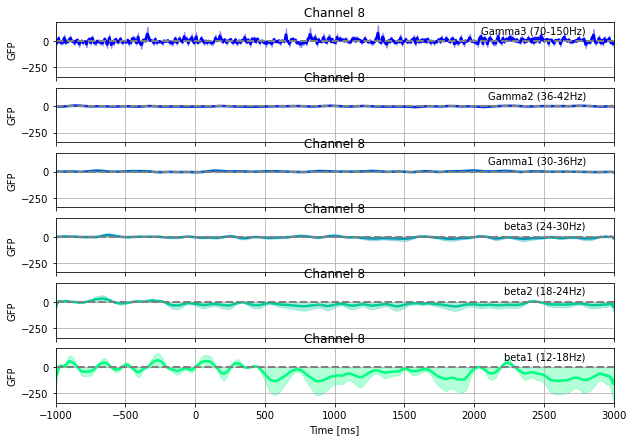 Channel 8
Gamma3 (70-150Hz)
0
−250
GFP
Channel 8
Gamma2 (36-42Hz)
0
−250
GFP
Channel 8
Gamma1 (30-36Hz)
0
−250
GFP
Channel 8
beta3 (24-30Hz)
0
−250
GFP
Channel 8
beta2 (18-24Hz)
0
−250
GFP
Channel 8
beta1 (12-18Hz)
0
−250
GFP
−1000 −500 0 500 1000 1500 2000 2500 3000
Time [ms]